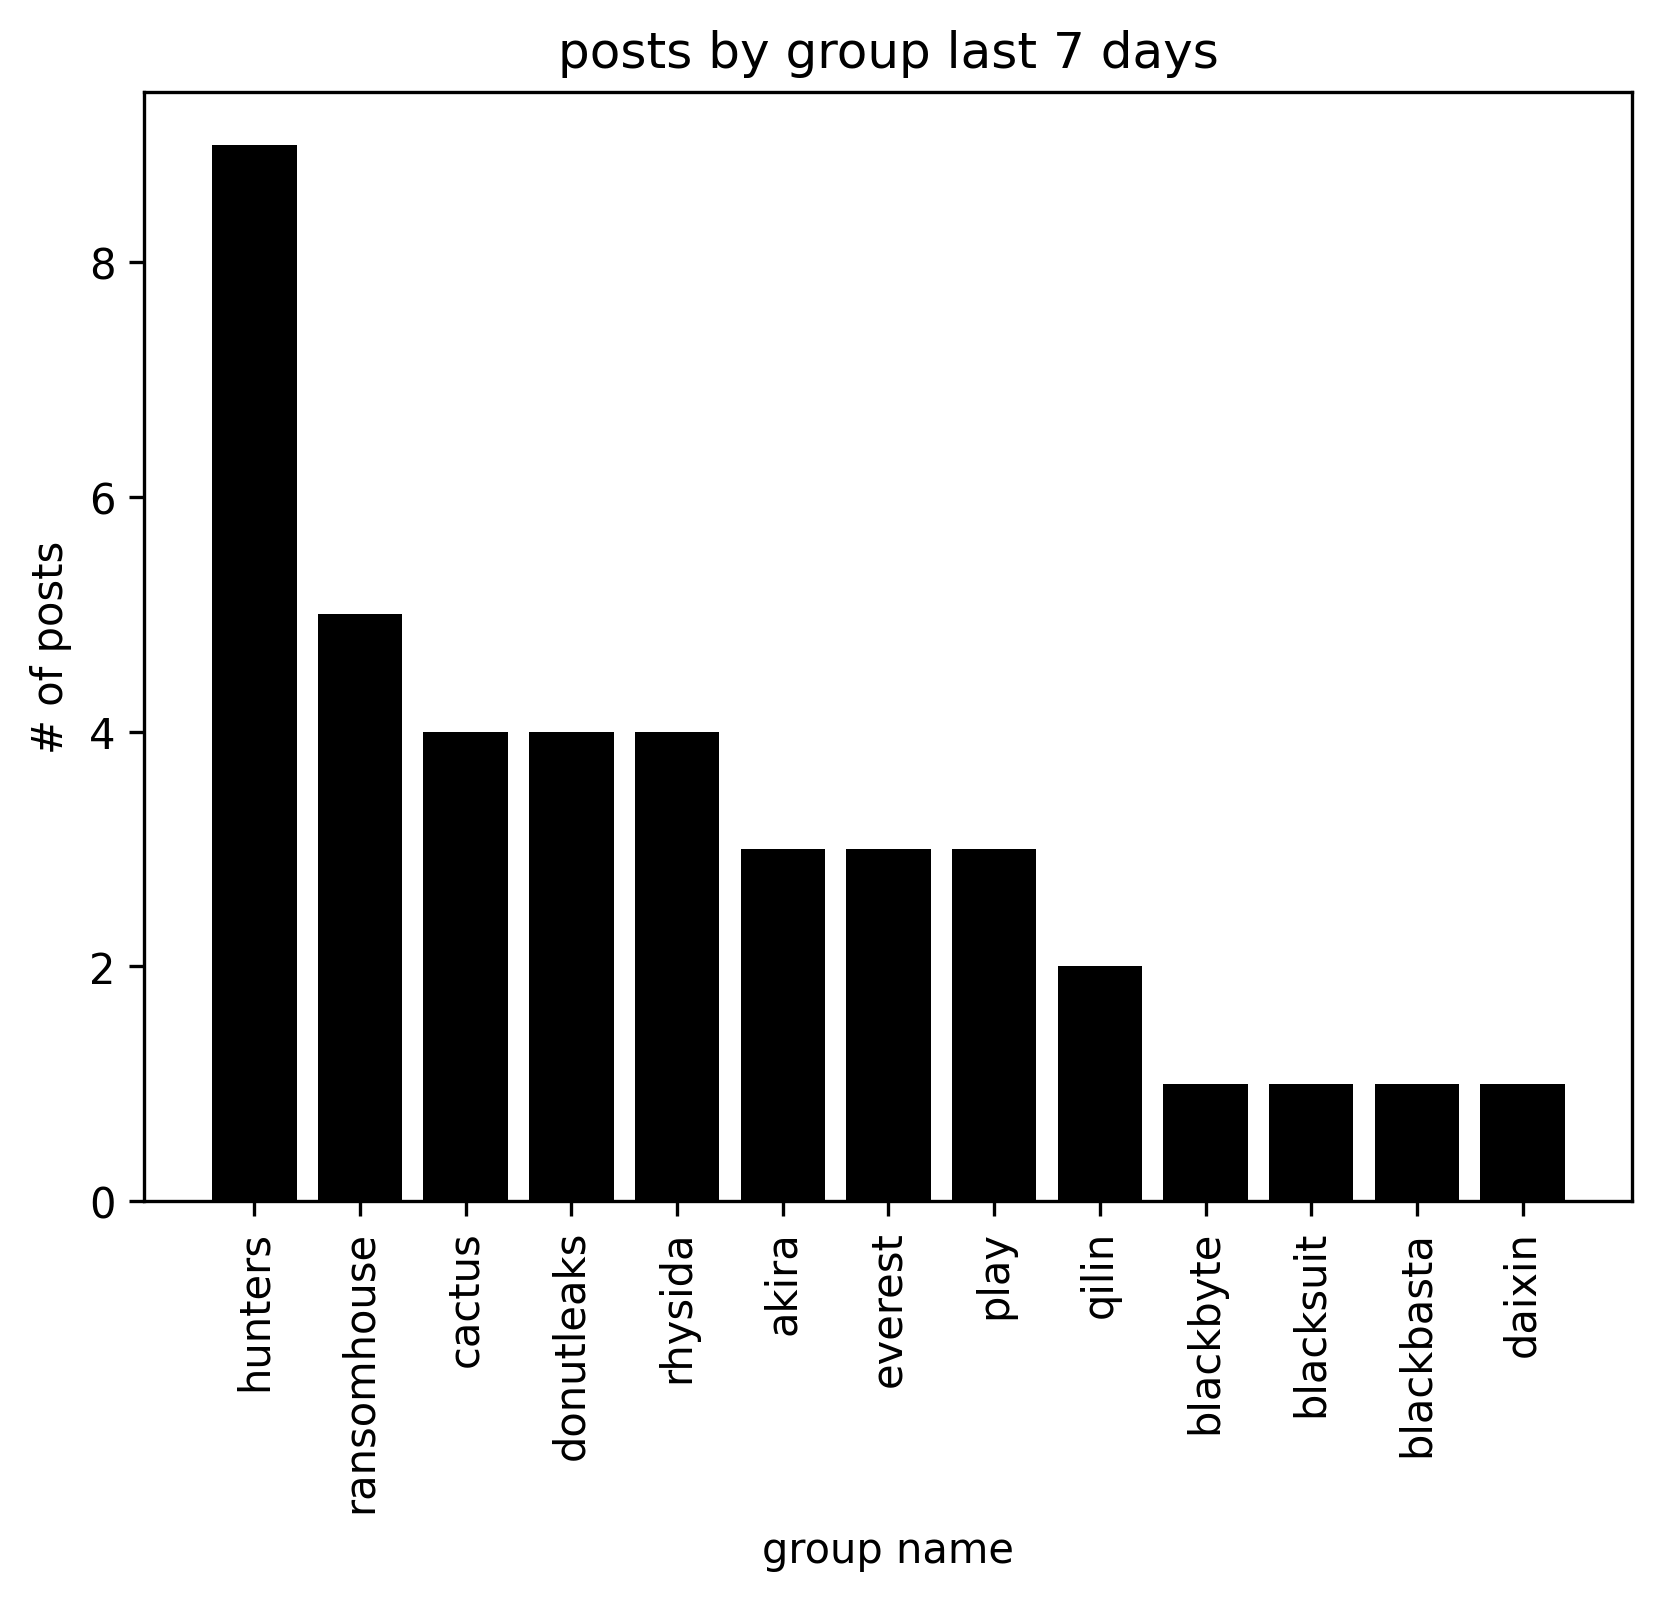 posts by group last 7 days
# of posts
8
6
4
2
0
hunters
ransomhouse
cactus
donutleaks
rhysida
akira
everest
play
qilin
blackbyte
blacksuit
blackbasta
daixin
group name